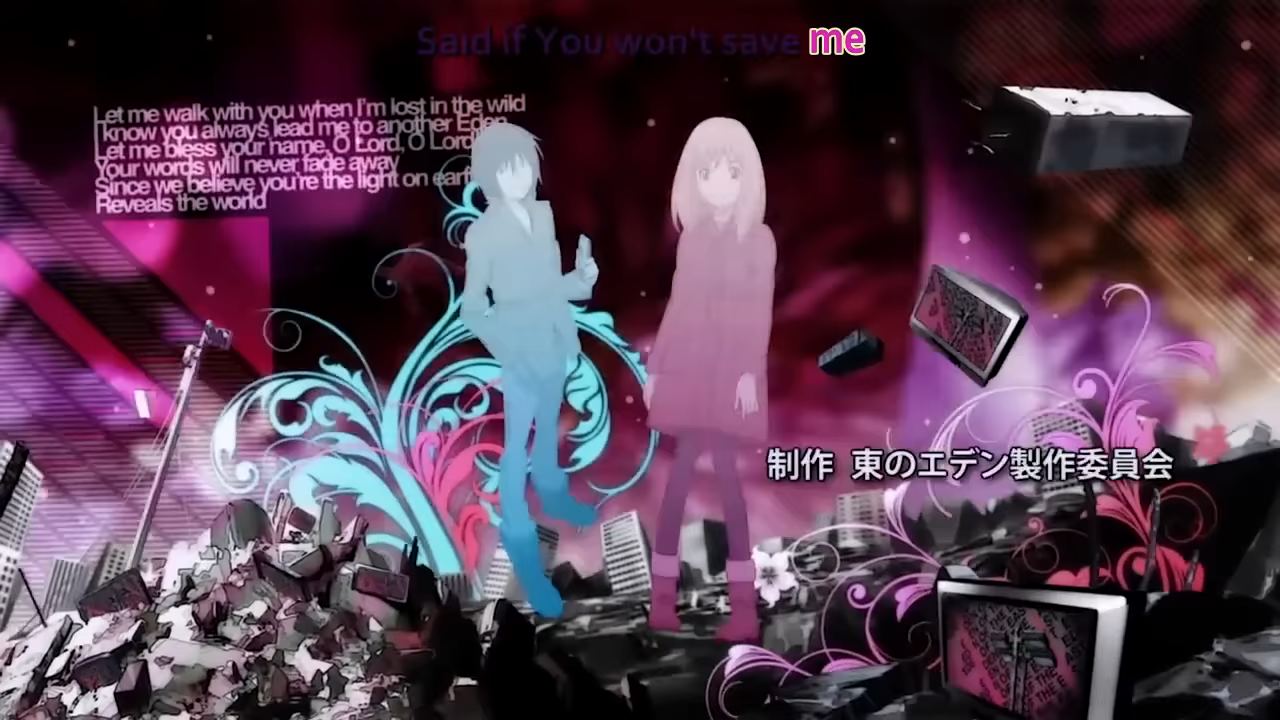 Said if You won't save me
Let me walk with you when I'm lost in the wild
I know you always lead me to another Eden
Let me bless your name, O Lord, O Lord
Your words will never fade away
Since we believe you're the light on earth
Reveals the world
制作 東のエデン製作委員会